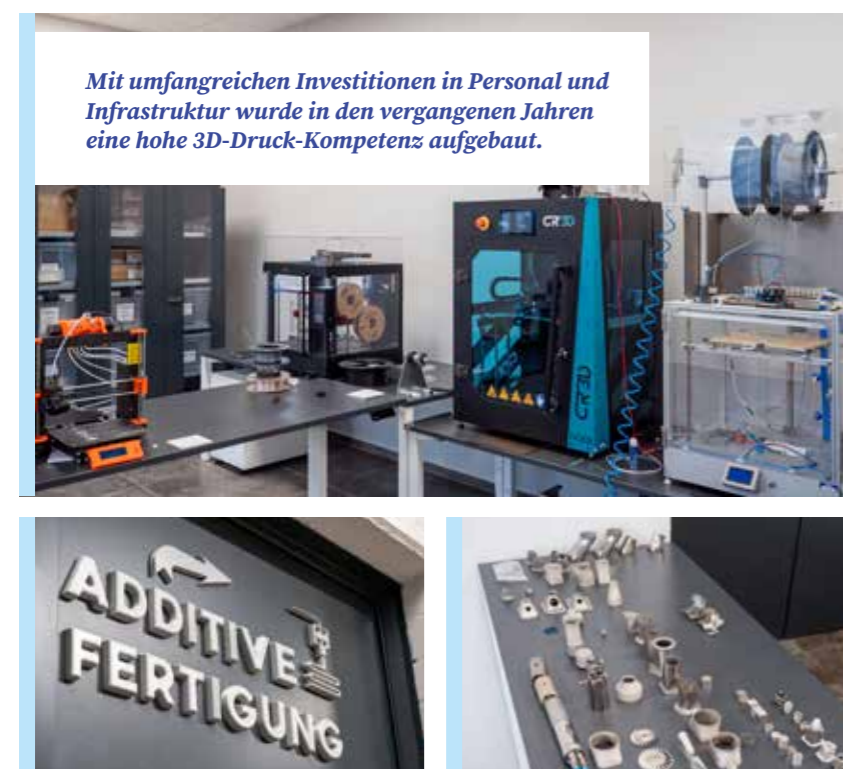 Mit umfangreichen Investitionen in Personal und
Infrastruktur wurde in den vergangenen Jahren
eine hohe 3D-Druck-Kompetenz aufgebaut.
CR3D
CR3D
ADDITIVE
FERTIGUNG